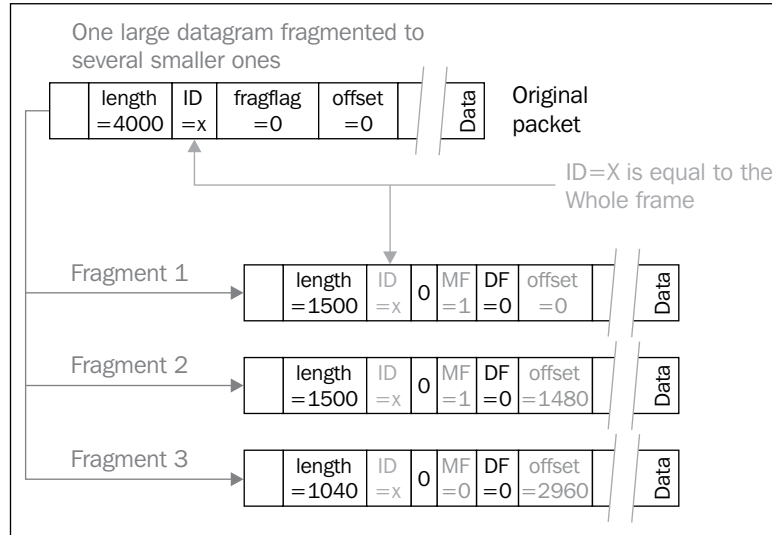 One large datagram fragmented to
several smaller ones
length
=4000
ID
=x
fragflag
=0
offset
=0
Data
Original
packet
ID=X is equal to the
Whole frame
Fragment 1
length
=1500
ID
=x
0
MF
=1
DF
=0
offset
=0
Data
Fragment 2
length
=1500
ID
=x
0
MF
=1
DF
=0
offset
=1480
Data
Fragment 3
length
=1040
ID
=x
0
MF
=0
DF
=0
offset
=2960
Data